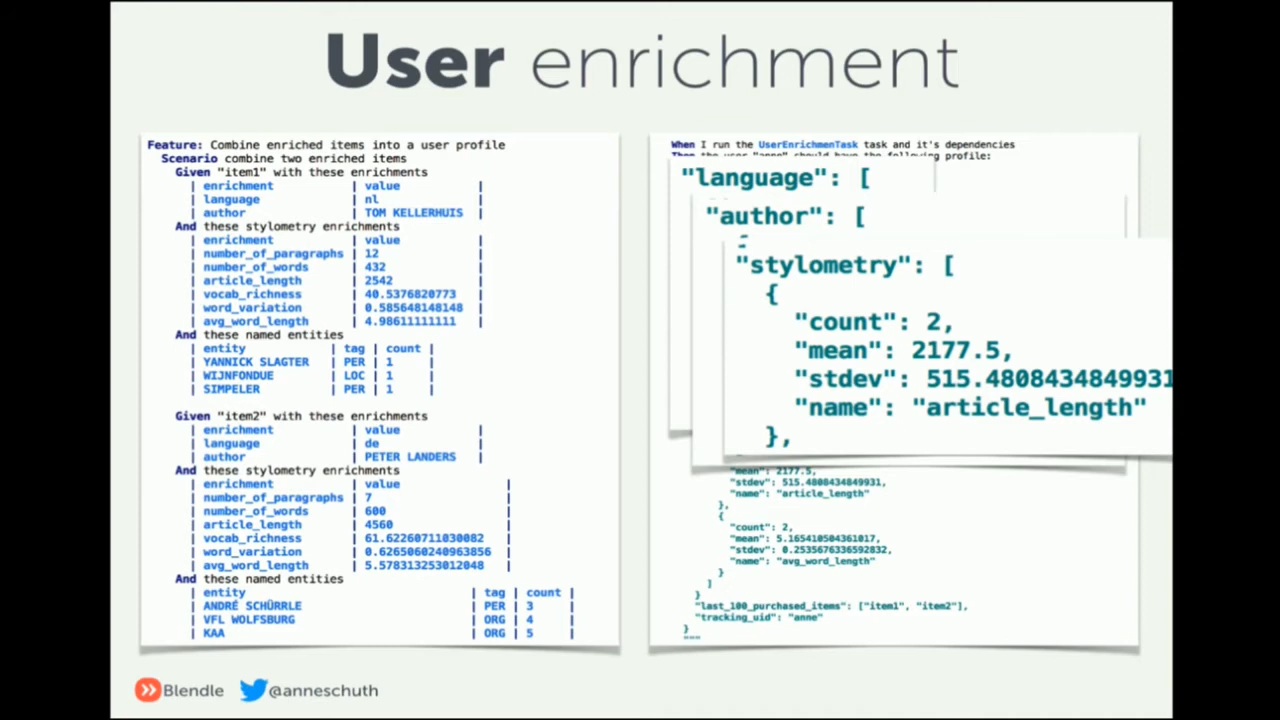 User enrichment
Feature: Combine enriched items into a user profile
Scenario combine two enriched items
Given "item1" with these enrichments
| enrichment | value |
| language | nl |
| author | TOM KELLERHUIS |
And these stylometry enrichments
| enrichment | value |
| number_of_paragraphs | 12 |
| number_of_words | 432 |
| article_length | 2542 |
| vocab_richness | 40.5376820773 |
| word_variation | 0.585648148148 |
| avg_word_length | 4.98611111111 |
And these named entities
| entity | tag | count |
| YANNICK SLAGTER | PER | 1 |
| WIJNFONDUE | LOC | 1 |
| SIMPELER | PER | 1 |
Given "item2" with these enrichments
| enrichment | value |
| language | de |
| author | PETER LANDERS |
And these stylometry enrichments
| enrichment | value |
| number_of_paragraphs | 7 |
| number_of_words | 600 |
| article_length | 4560 |
| vocab_richness | 61.62260711030082 |
| word_variation | 0.6265060240963856 |
| avg_word_length | 5.578313253012048 |
And these named entities
| entity | tag | count |
| ANDRÉ SCHÜRRLE | PER | 3 |
| VFL WOLFSBURG | ORG | 4 |
| KAA | ORG | 5 |
When I run the UserEnrichmenTask task and it's dependencies
Then the user "anne" should have the following profile:
"language": [
"author": [
{
"stylometry": [
{
"count": 2,
"mean": 2177.5,
"stdev": 515.4808434849931
"name": "article_length"
},
"mean": 2177.5,
"stdev": 515.4808434849931,
"name": "article_length"
},
{
"count": 2,
"mean": 5.165410504361017,
"stdev": 0.2535676336592832,
"name": "avg_word_length"
}
]
}
"last_100_purchased_items": ["item1", "item2"],
"tracking_uid": "anne"
}
"""
Blendle @anneschuth